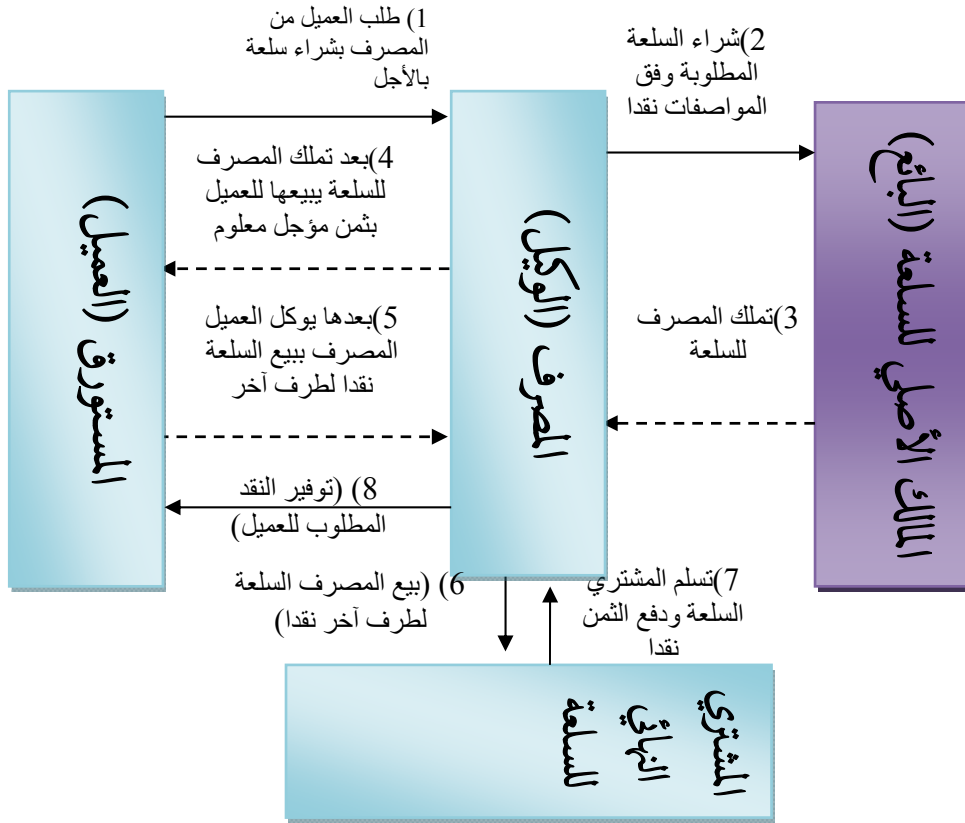 1) طلب العميل من
المصرف بشراء سلعة
بالأجل
2)شراء السلعة
المطلوبة وفق
المواصفات نقدا
3)تملك المصرف
للسلعة
4)بعد تملك المصرف
للسلعة يبيعها للعميل
بثمن مؤجل معلوم
5)بعدها يوكل العميل
المصرف ببيع السلعة
نقدا لطرف آخر
8) (توفير النقد
المطلوب للعميل)
6) (بيع المصرف السلعة
لطرف آخر نقدا)
7)تسلم المشتري
السلعة ودفع الثمن
نقدا
المستورق (العميل)
المصرف (الوكيل)
المالك الأصلي للسلعة (البائع)
المشتري
النهائي
للسلعة